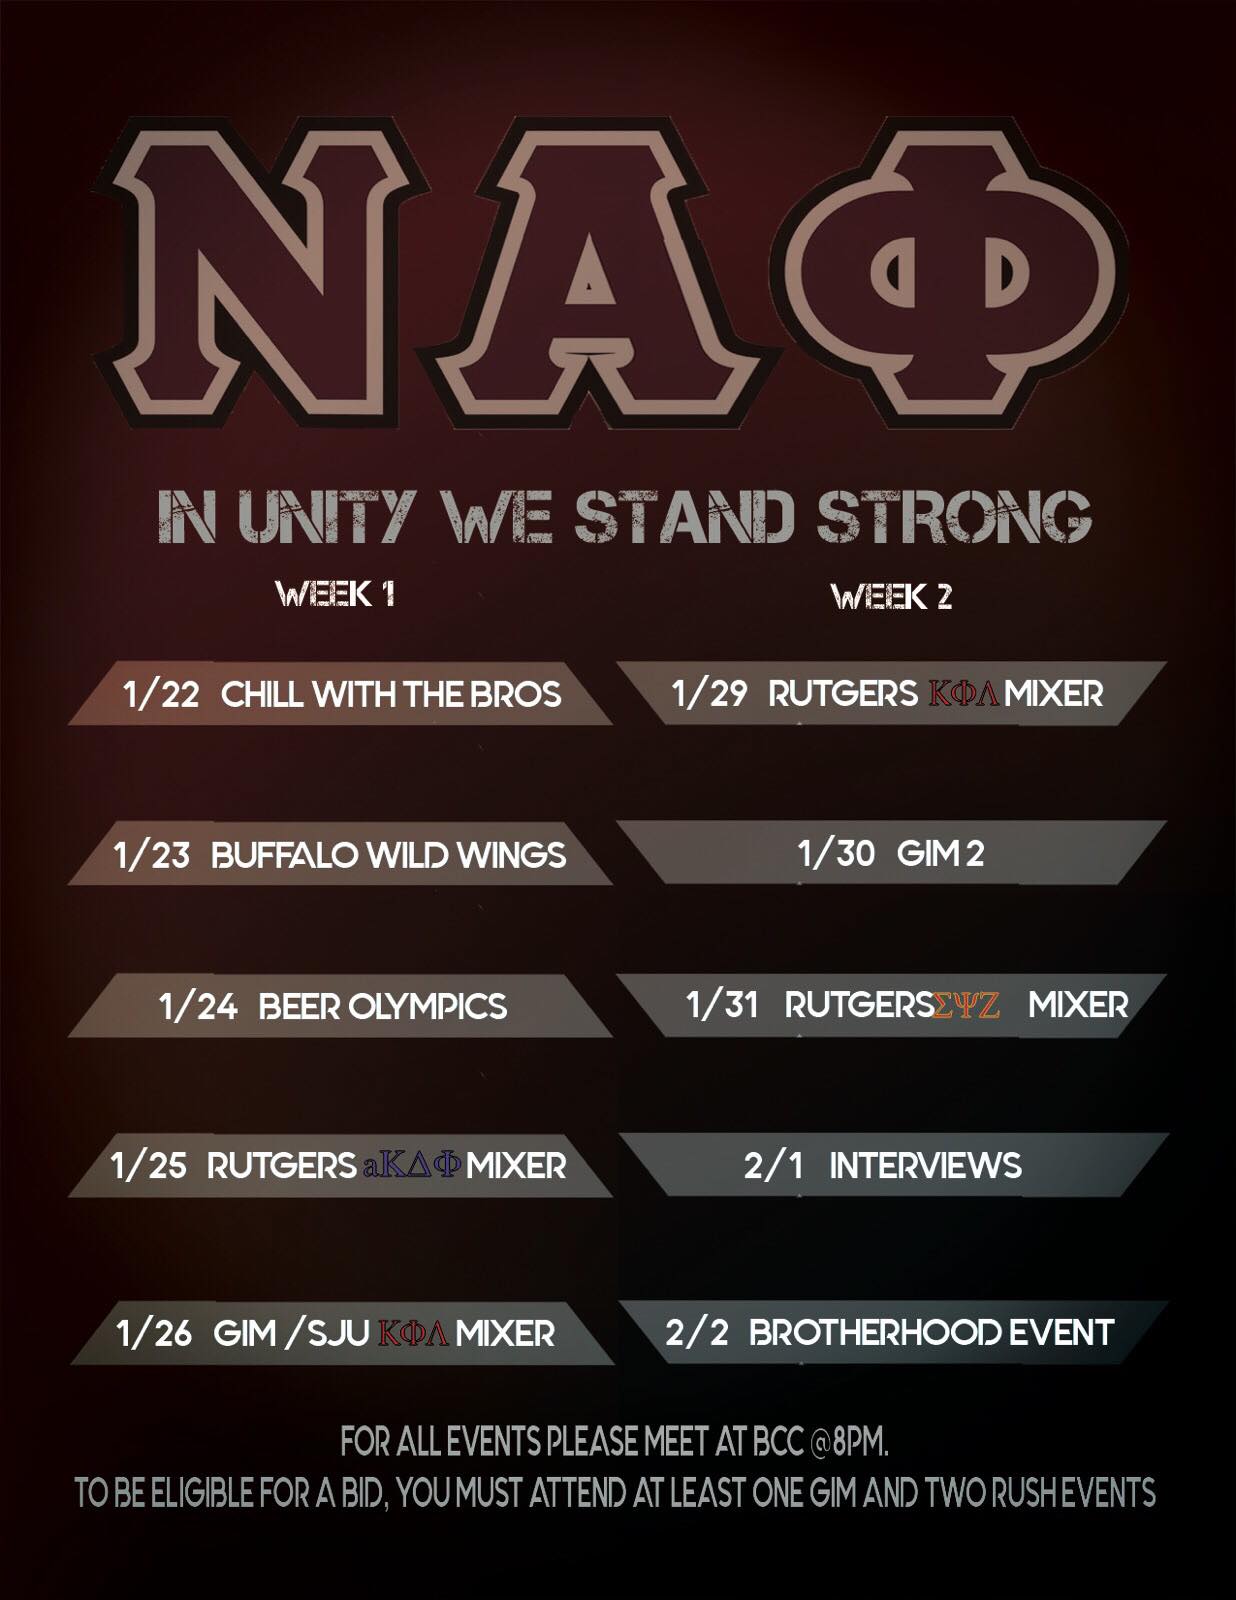 ΝΑΦ
IN UNITY WE STAND STRONG
WEEK 1
1/22 CHILL WITH THE BROS
1/23 BUFFALO WILD WINGS
1/24 BEER OLYMPICS
1/25 RUTGERS aΚΔΦ MIXER
1/26 GIM /SJU ΚΦΛ MIXER
WEEK 2
1/29 RUTGERS ΚΦΛ MIXER
1/30 GIM 2
1/31 RUTGERS ΣΨΖ MIXER
2/1 INTERVIEWS
2/2 BROTHERHOOD EVENT
FOR ALL EVENTS PLEASE MEET AT BCC @8PM.
TO BE ELIGIBLE FOR A BID, YOU MUST ATTEND AT LEAST ONE GIM AND TWO RUSH EVENTS